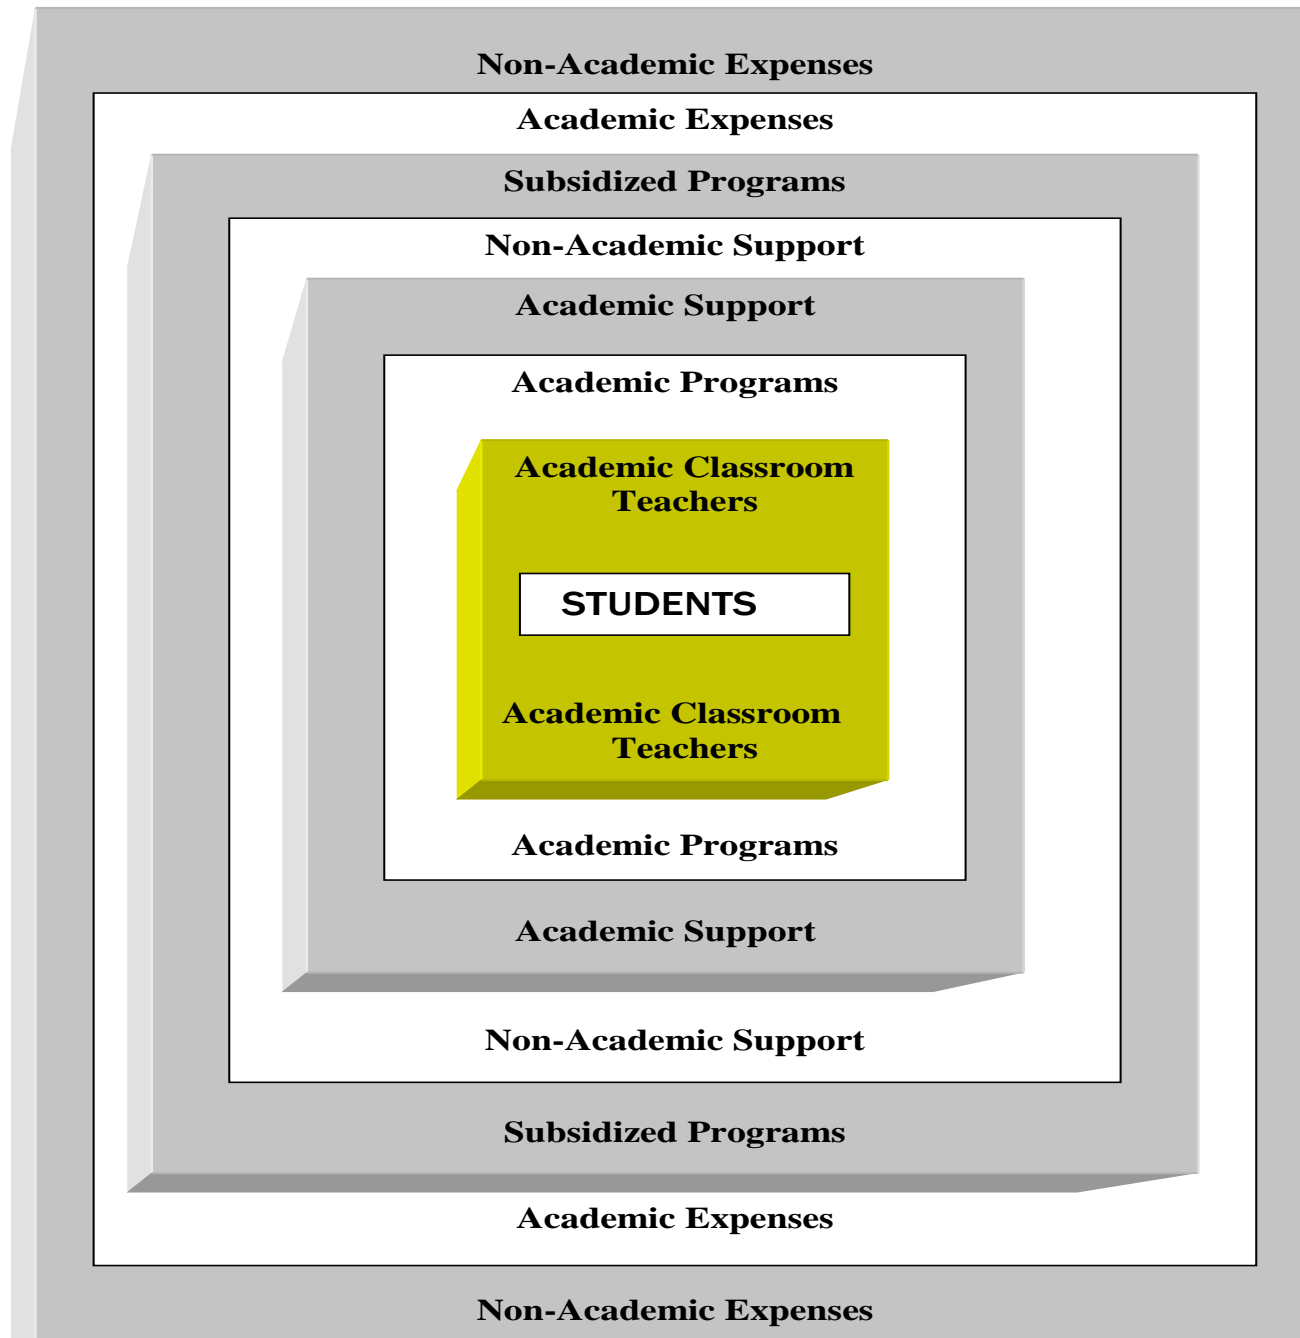 Non-Academic Expenses
Academic Expenses
Subsidized Programs
Non-Academic Support
Academic Support
Academic Programs
Academic Classroom
Teachers
STUDENTS
Academic Classroom
Teachers
Academic Programs
Academic Support
Non-Academic Support
Subsidized Programs
Academic Expenses
Non-Academic Expenses